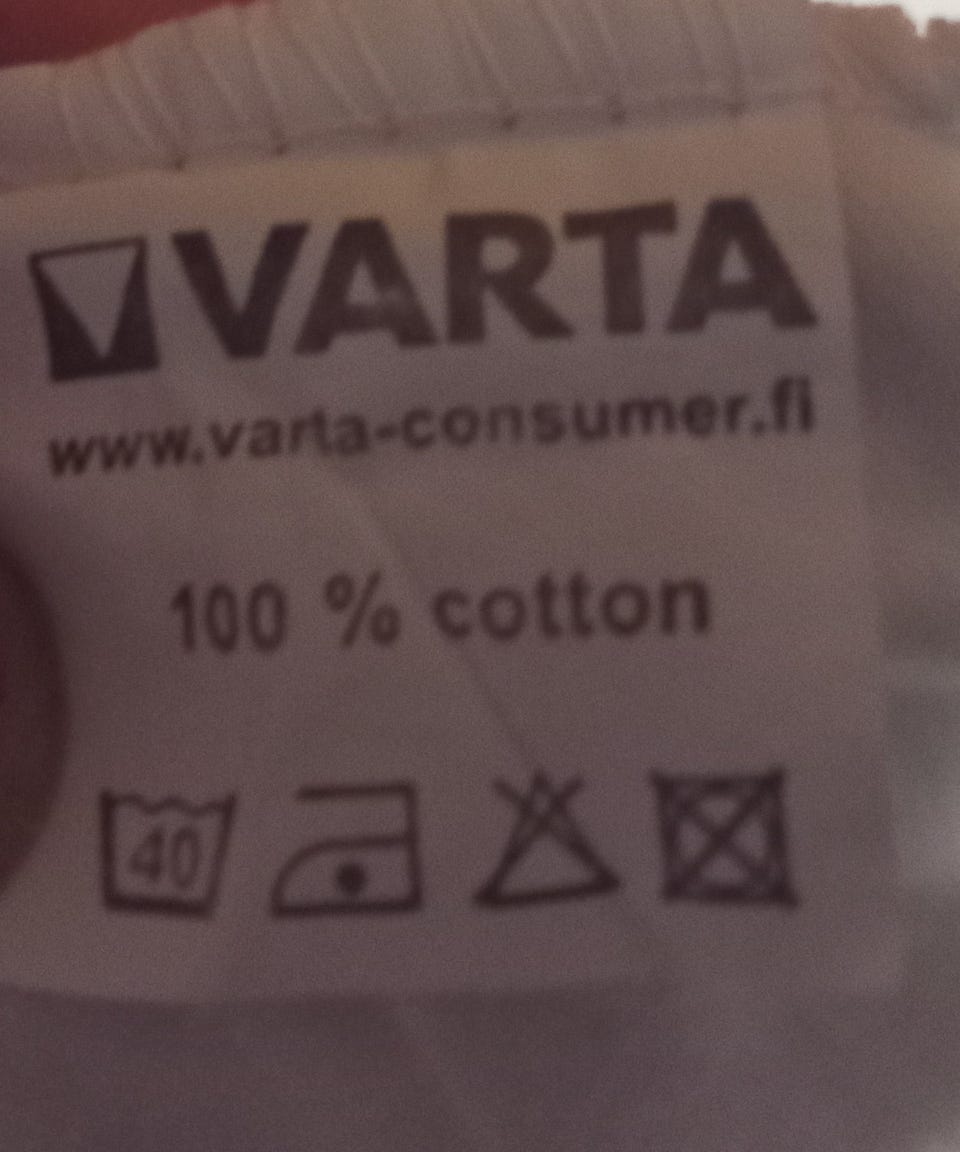 VARTA
www.varta-consumer.fi
100 % cotton
40